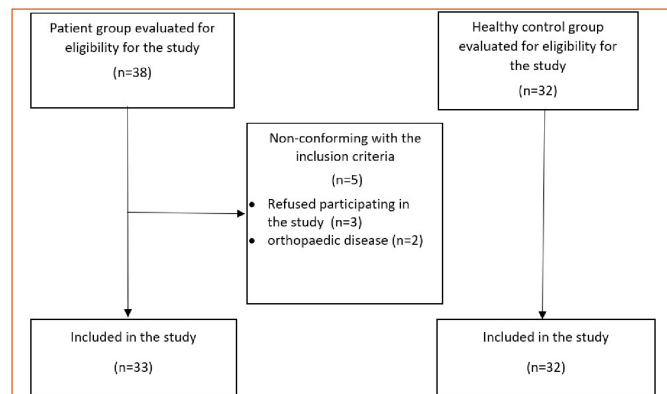 Patient group evaluated for
eligibility for the study
(n=38)
Healthy control group
evaluated for eligibility for
the study
(n=32)
Non-conforming with the
inclusion criteria
(n=5)
• Refused participating in
the study (n=3)
• orthopaedic disease (n=2)
Included in the study
(n=33)
Included in the study
(n=32)